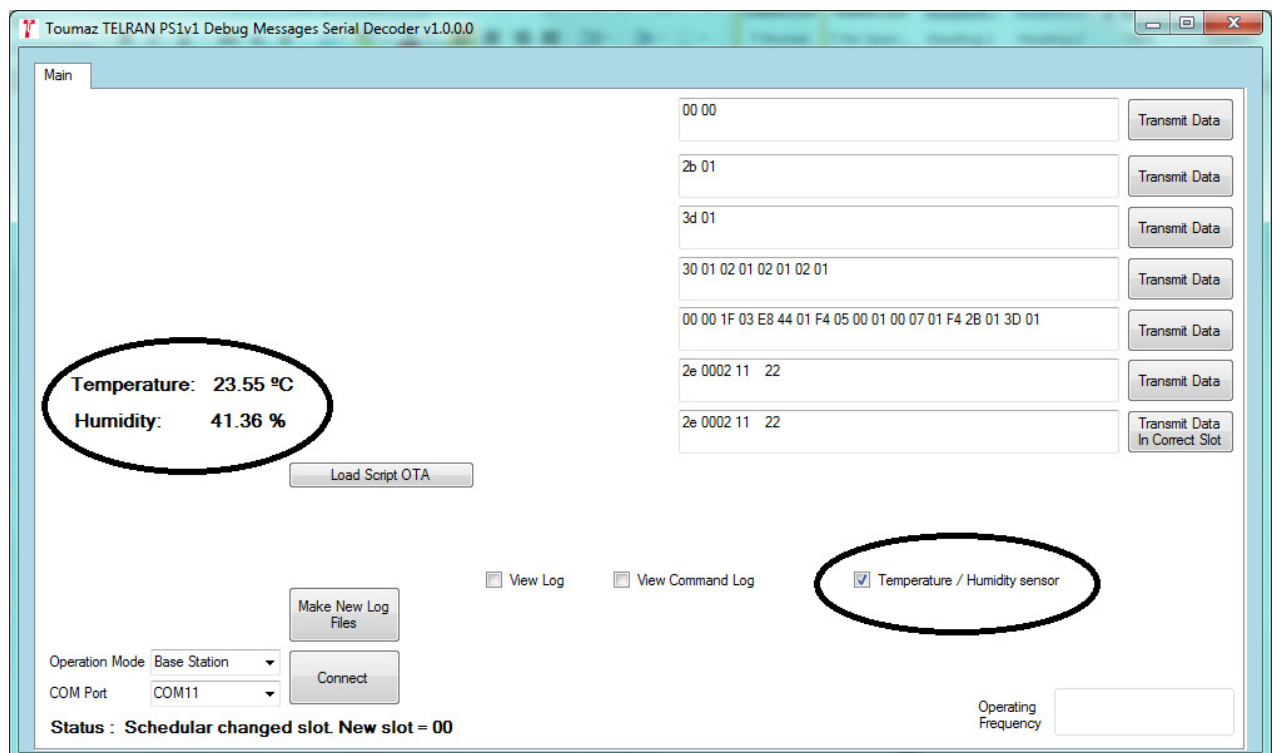 Toumaz TELRAN PS1v1 Debug Messages Serial Decoder v1.0.0.0
Main
00 00
Transmit Data
2b 01
Transmit Data
3d 01
Transmit Data
30 01 02 01 02 01 02 01
Transmit Data
00 00 1F 03 E8 44 01 F4 05 00 01 00 07 01 F4 2B 01 3D 01
Transmit Data
Temperature: 23.55 ºC
2e 0002 11 22
Transmit Data
Humidity: 41.36 %
2e 0002 11 22
Transmit Data
In Correct Slot
Load Script OTA
View Log
View Command Log
Temperature / Humidity sensor
Make New Log
Files
Operation Mode Base Station
Connect
COM Port COM11
Operating
Frequency
Status : Schedular changed slot. New slot = 00